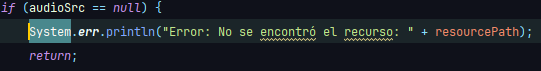 if (audioSrc == null) {
System.err.println("Error: No se encontró el recurso: " + resourcePath);
return;